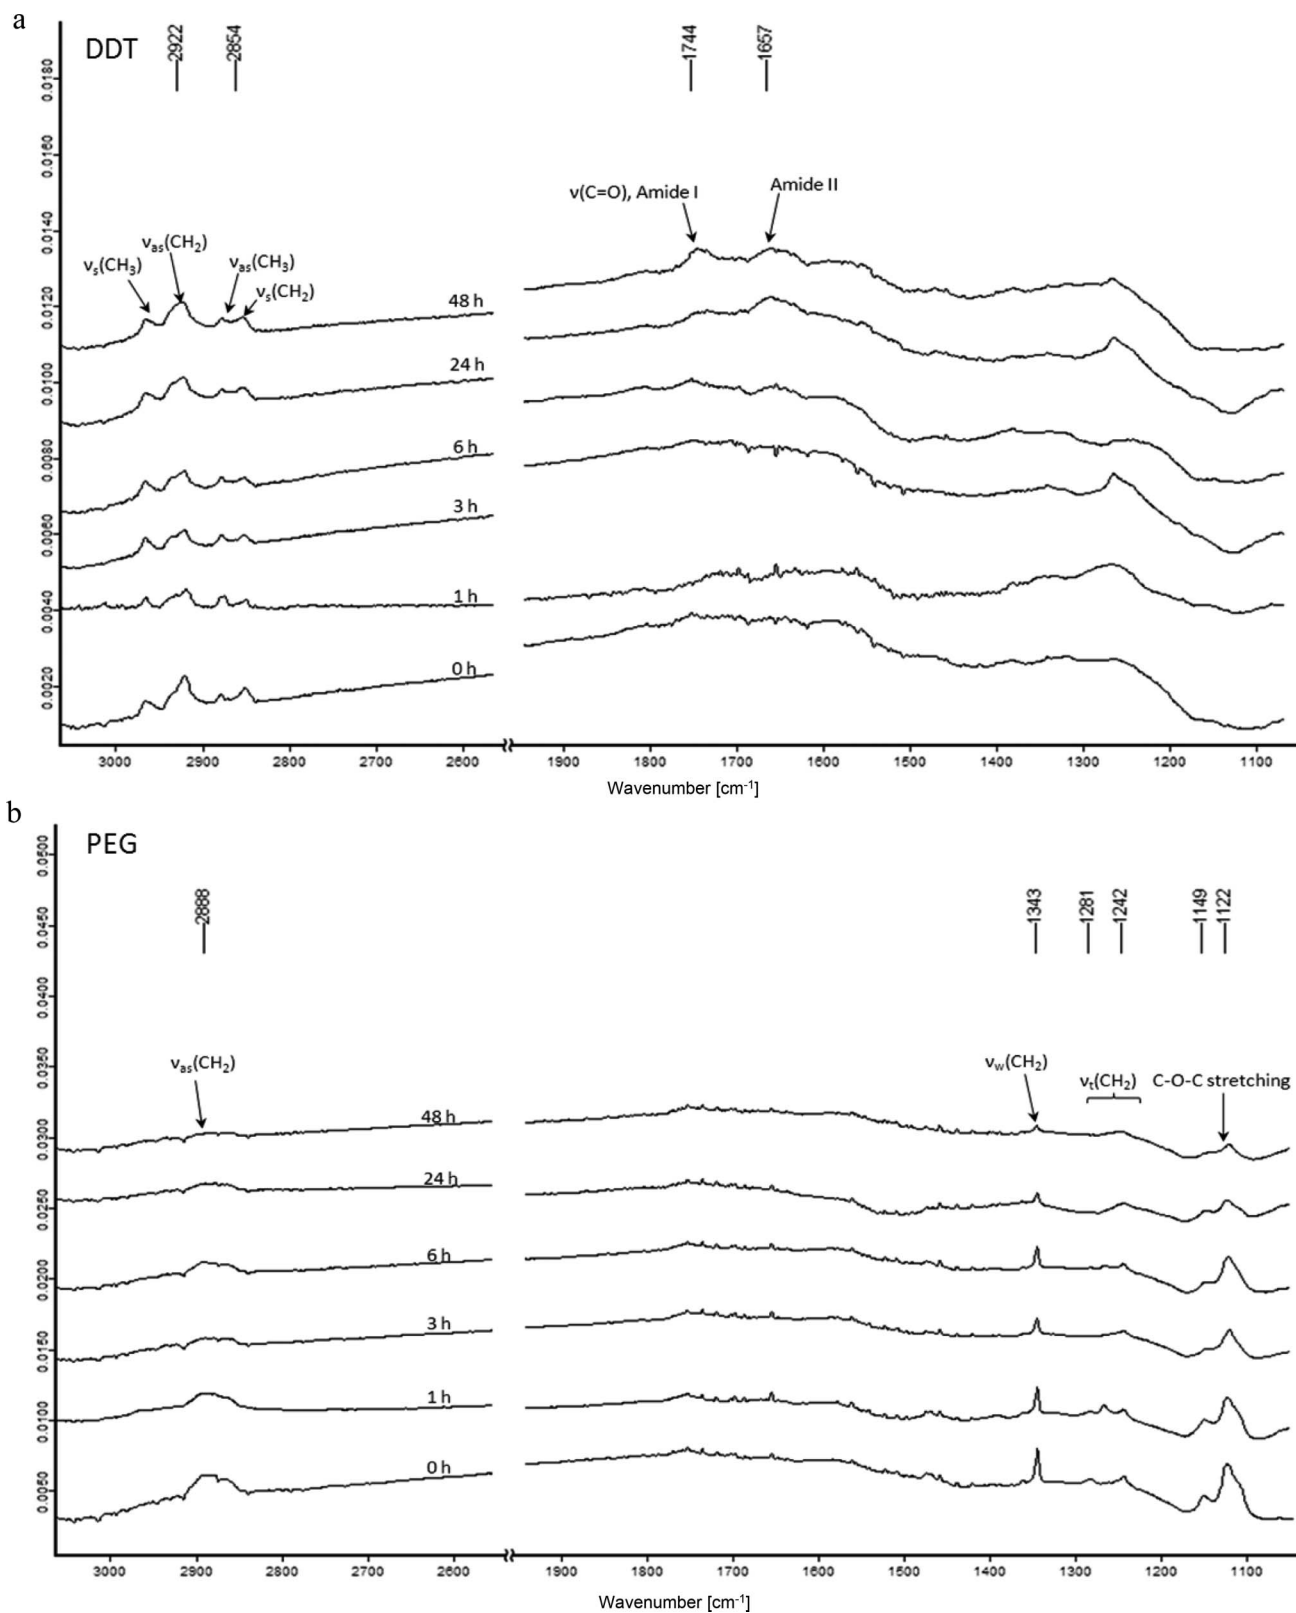 a
DDT
2922
2854
1744
1657
0.0180
0.0160
0.0140
0.0120
0.0100
0.0080
0.0060
0.0040
0.0020
ν(C=O), Amide I
Amide II
νs(CH3)
νas(CH2)
νas(CH3)
νs(CH2)
48 h
24 h
6 h
3 h
1 h
0 h
3000 2900 2800 2700 2600 1900 1800 1700 1600 1500 1400 1300 1200 1100
Wavenumber [cm-1]
b
PEG
2888
1343
1281
1242
1149
1122
0.0500
0.0450
0.0400
0.0350
0.0300
0.0250
0.0200
0.0150
0.0100
0.0050
νas(CH2)
νw(CH2)
νt(CH2)
C-O-C stretching
48 h
24 h
6 h
3 h
1 h
0 h
3000 2900 2800 2700 2600 1900 1800 1700 1600 1500 1400 1300 1200 1100
Wavenumber [cm-1]